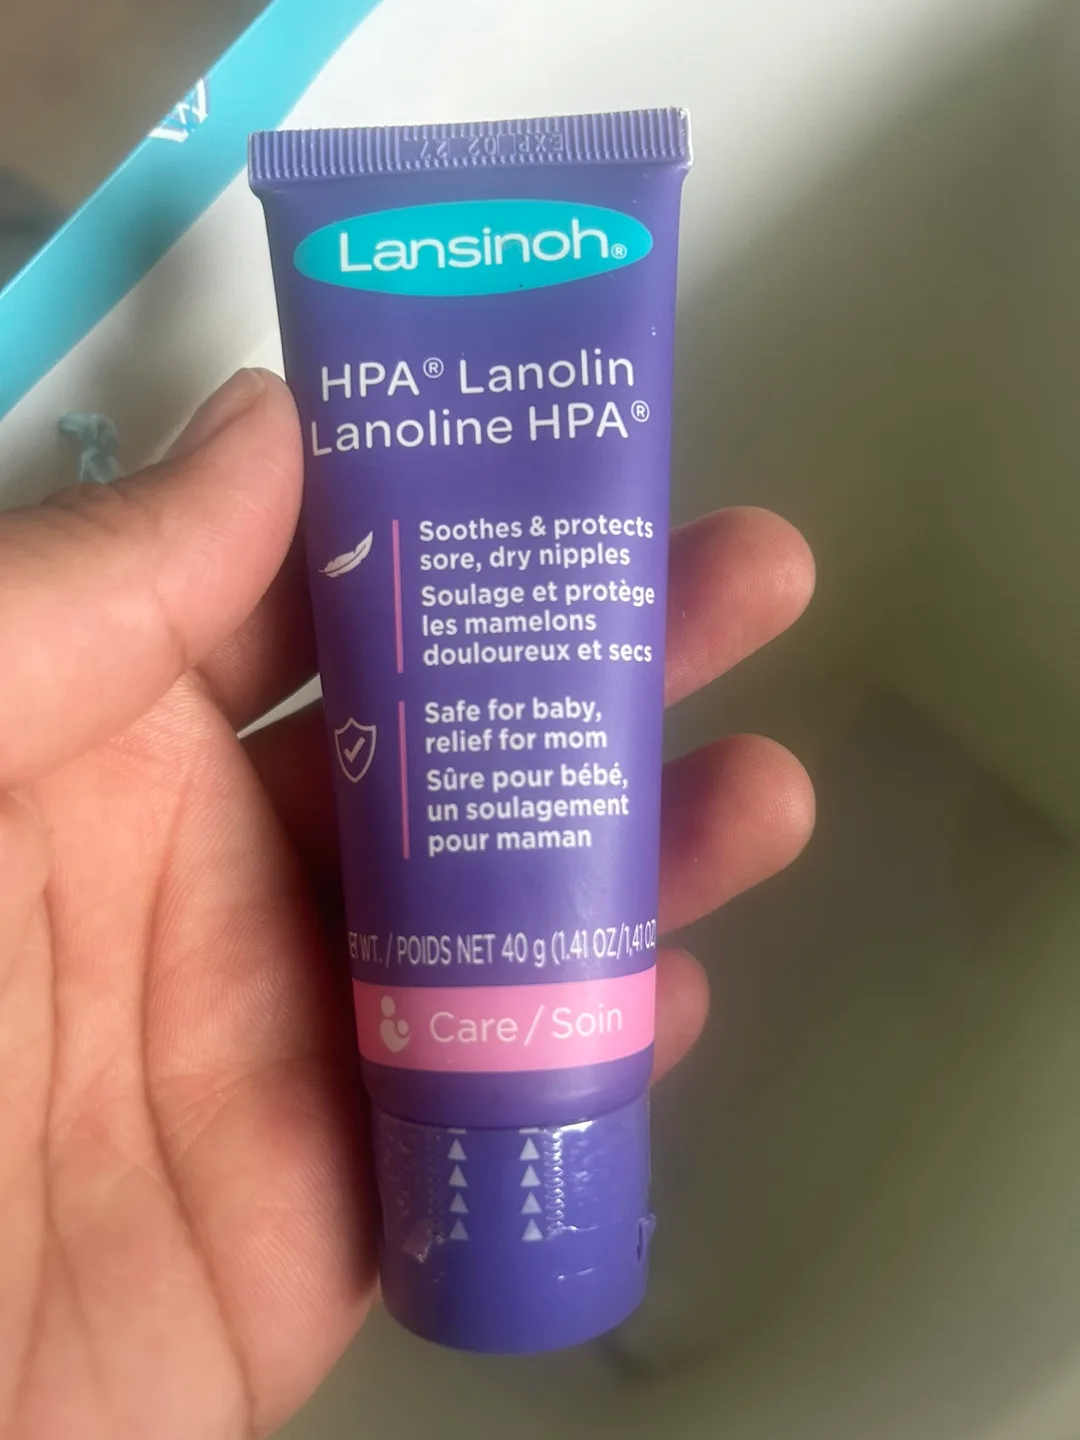 EXP 02 27
Lansinoh®
HPA® Lanolin
Lanoline HPA®
Soothes & protects
sore, dry nipples
Soulage et protège
les mamelons
douloureux et secs
Safe for baby,
relief for mom
Sûre pour bébé,
un soulagement
pour maman
WT. / POIDS NET 40 g (1.41 OZ/1,41 OZ
Care / Soin